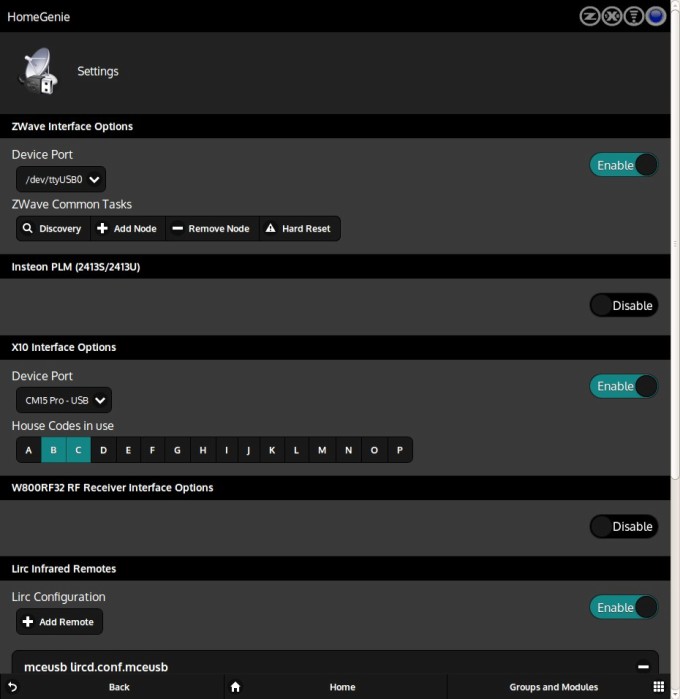 HomeGenie
Settings
ZWave Interface Options
Device Port
Enable
/dev/ttyUSB0
ZWave Common Tasks
Discovery Add Node Remove Node Hard Reset
Insteon PLM (2413S/2413U)
Disable
X10 Interface Options
Device Port
Enable
CM15 Pro - USB
House Codes in use
A B C D E F G H I J K L M N O P
W800RF32 RF Receiver Interface Options
Disable
Lirc Infrared Remotes
Lirc Configuration
Enable
Add Remote
mceusb lircd.conf.mceusb
Back Home Groups and Modules